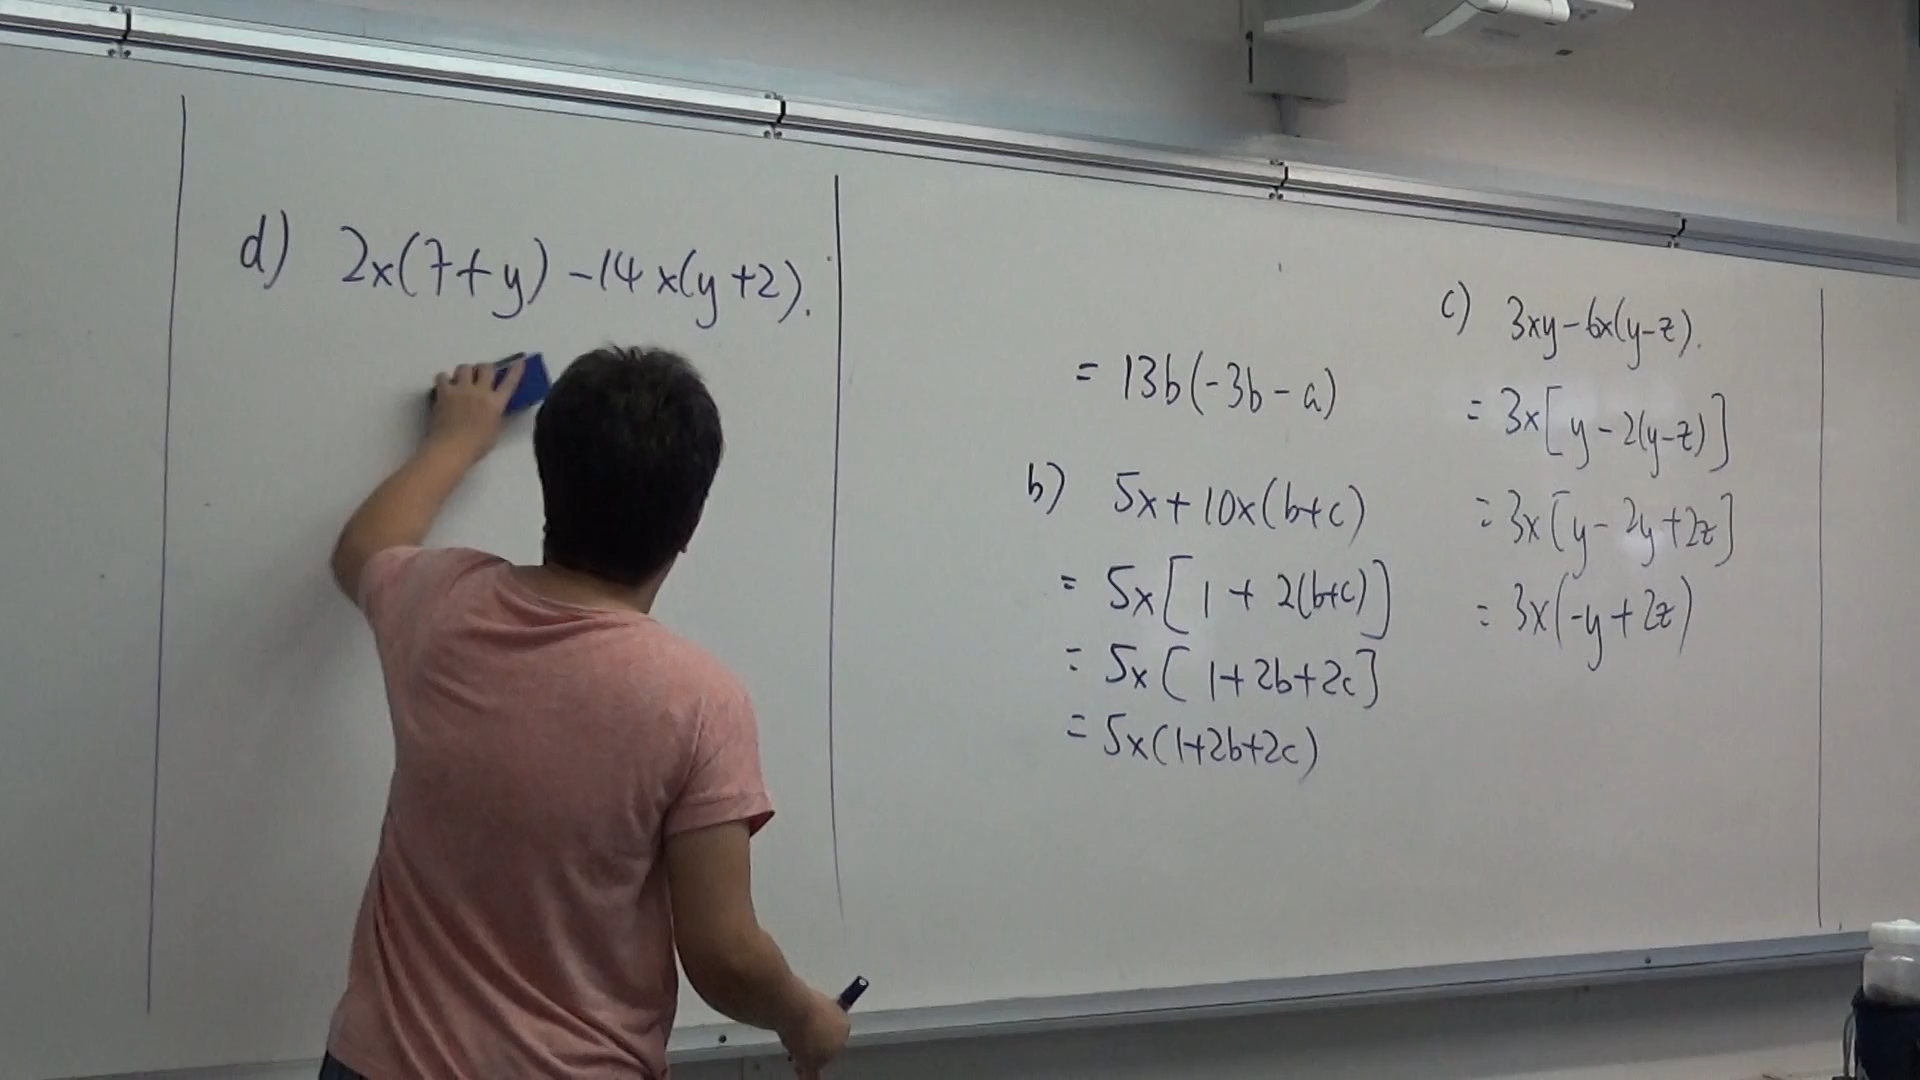 d) 2x(7+y) -14x(y+2).
= 13b(-3b-a)
b) 5x+10x(b+c)
= 5x[1+2(b+c)]
= 5x[1+2b+2c]
= 5x(1+2b+2c)
c) 3xy-6x(y-z).
= 3x[y-2(y-z)]
= 3x[y-2y+2z]
= 3x(-y+2z)